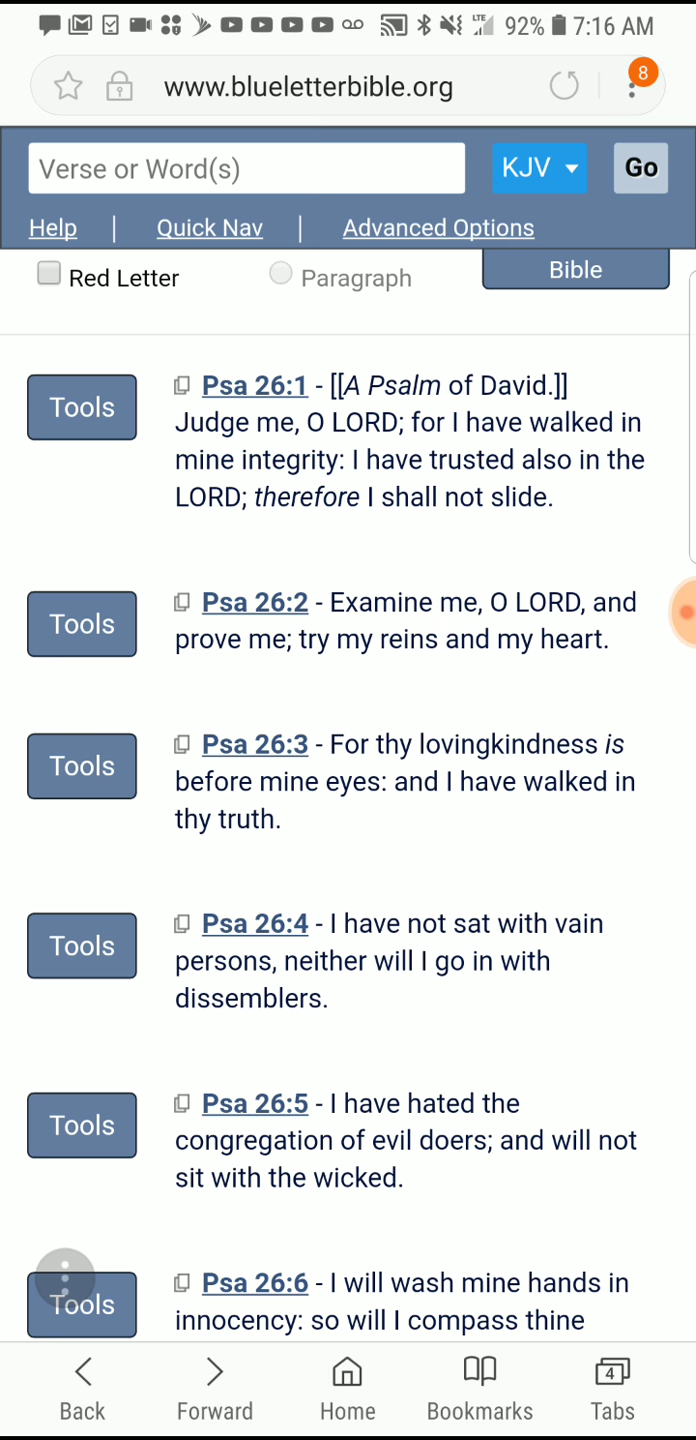 LTE 92% 7:16 AM
www.blueletterbible.org 8
Verse or Word(s) KJV Go
Help | Quick Nav | Advanced Options
Red Letter Paragraph Bible
Tools Psa 26:1 - [[A Psalm of David.]]
Judge me, O LORD; for I have walked in
mine integrity: I have trusted also in the
LORD; therefore I shall not slide.
Tools Psa 26:2 - Examine me, O LORD, and
prove me; try my reins and my heart.
Tools Psa 26:3 - For thy lovingkindness is
before mine eyes: and I have walked in
thy truth.
Tools Psa 26:4 - I have not sat with vain
persons, neither will I go in with
dissemblers.
Tools Psa 26:5 - I have hated the
congregation of evil doers; and will not
sit with the wicked.
Tools Psa 26:6 - I will wash mine hands in
innocency: so will I compass thine
4
Back Forward Home Bookmarks Tabs